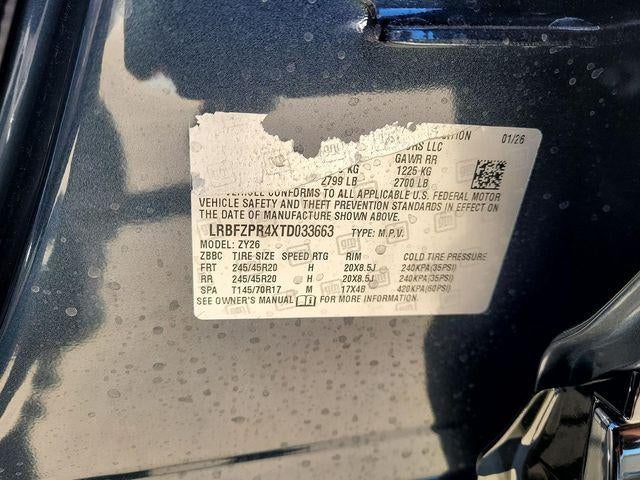 01/26
ORS LLC
GAWR RR
KG 1225 KG
2799 LB 2700 LB
CONFORMS TO ALL APPLICABLE U.S. FEDERAL MOTOR
VEHICLE SAFETY AND THEFT PREVENTION STANDARDS IN EFFECT ON
THE DATE OF MANUFACTURE SHOWN ABOVE.
LRBFZPR4XTD033663 TYPE: M.P.V.
MODEL: ZY26
ZBBC TIRE SIZE SPEED RTG RIM COLD TIRE PRESSURE
FRT 245/45R20 H 20X8.5J 240KPA(35PSI)
RR 245/45R20 H 20X8.5J 240KPA(35PSI)
SPA T145/70R17 M 17X4B 420KPA(60PSI)
SEE OWNER'S MANUAL FOR MORE INFORMATION.